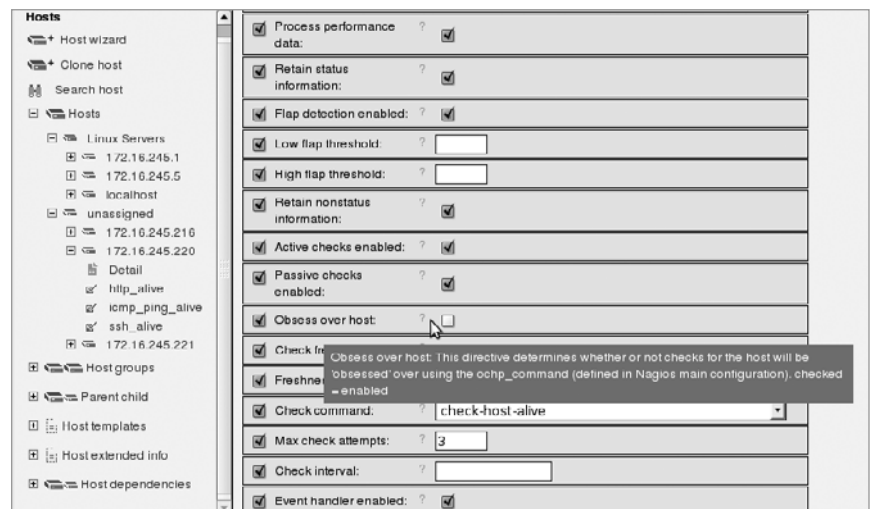 Hosts
Host wizard
Clone host
Search host
Hosts
Linux Servers
172.16.245.1
172.16.245.5
localhost
unassigned
172.16.245.216
172.16.245.220
Detail
http_alive
icmp_ping_alive
ssh_alive
172.16.245.221
Host groups
Parent child
Host templates
Host extended info
Host dependencies
Process performance ?
data:
Retain status ?
information:
Flap detection enabled: ?
Low flap threshold: ?
High flap threshold: ?
Retain nonstatus ?
information:
Active checks enabled: ?
Passive checks ?
enabled:
Obsess over host: ?
Check
Obsess over host: This directive determines whether or not checks for the host will be
'obsessed' over using the ochp_command (defined in Nagios main configuration). checked
= enabled
Check command: ? check-host-alive
Max check attempts: ? 3
Check interval: ?
Event handler enabled: ?